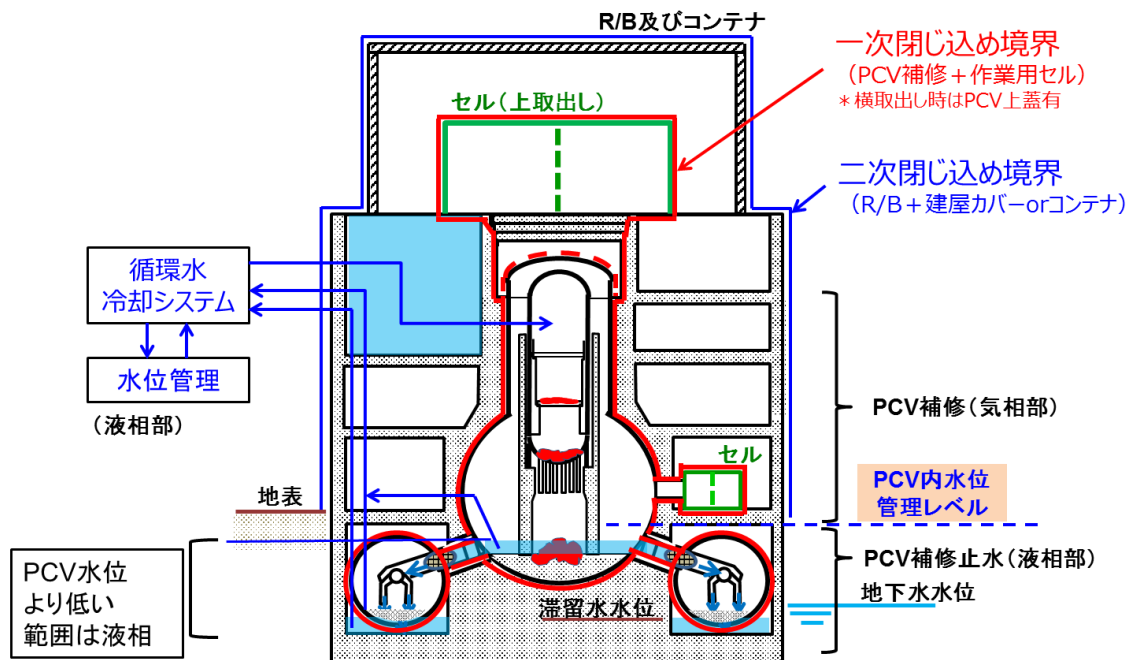 R/B及びコンテナ
一次閉じ込め境界
(PCV補修+作業用セル)
*横取出し時はPCV上蓋有
セル(上取出し)
二次閉じ込め境界
(R/B+建屋カバーorコンテナ)
循環水
冷却システム
水位管理
(液相部)
PCV補修(気相部)
セル
PCV内水位
管理レベル
地表
PCV水位
より低い
範囲は液相
PCV補修止水(液相部)
地下水水位
滞留水水位